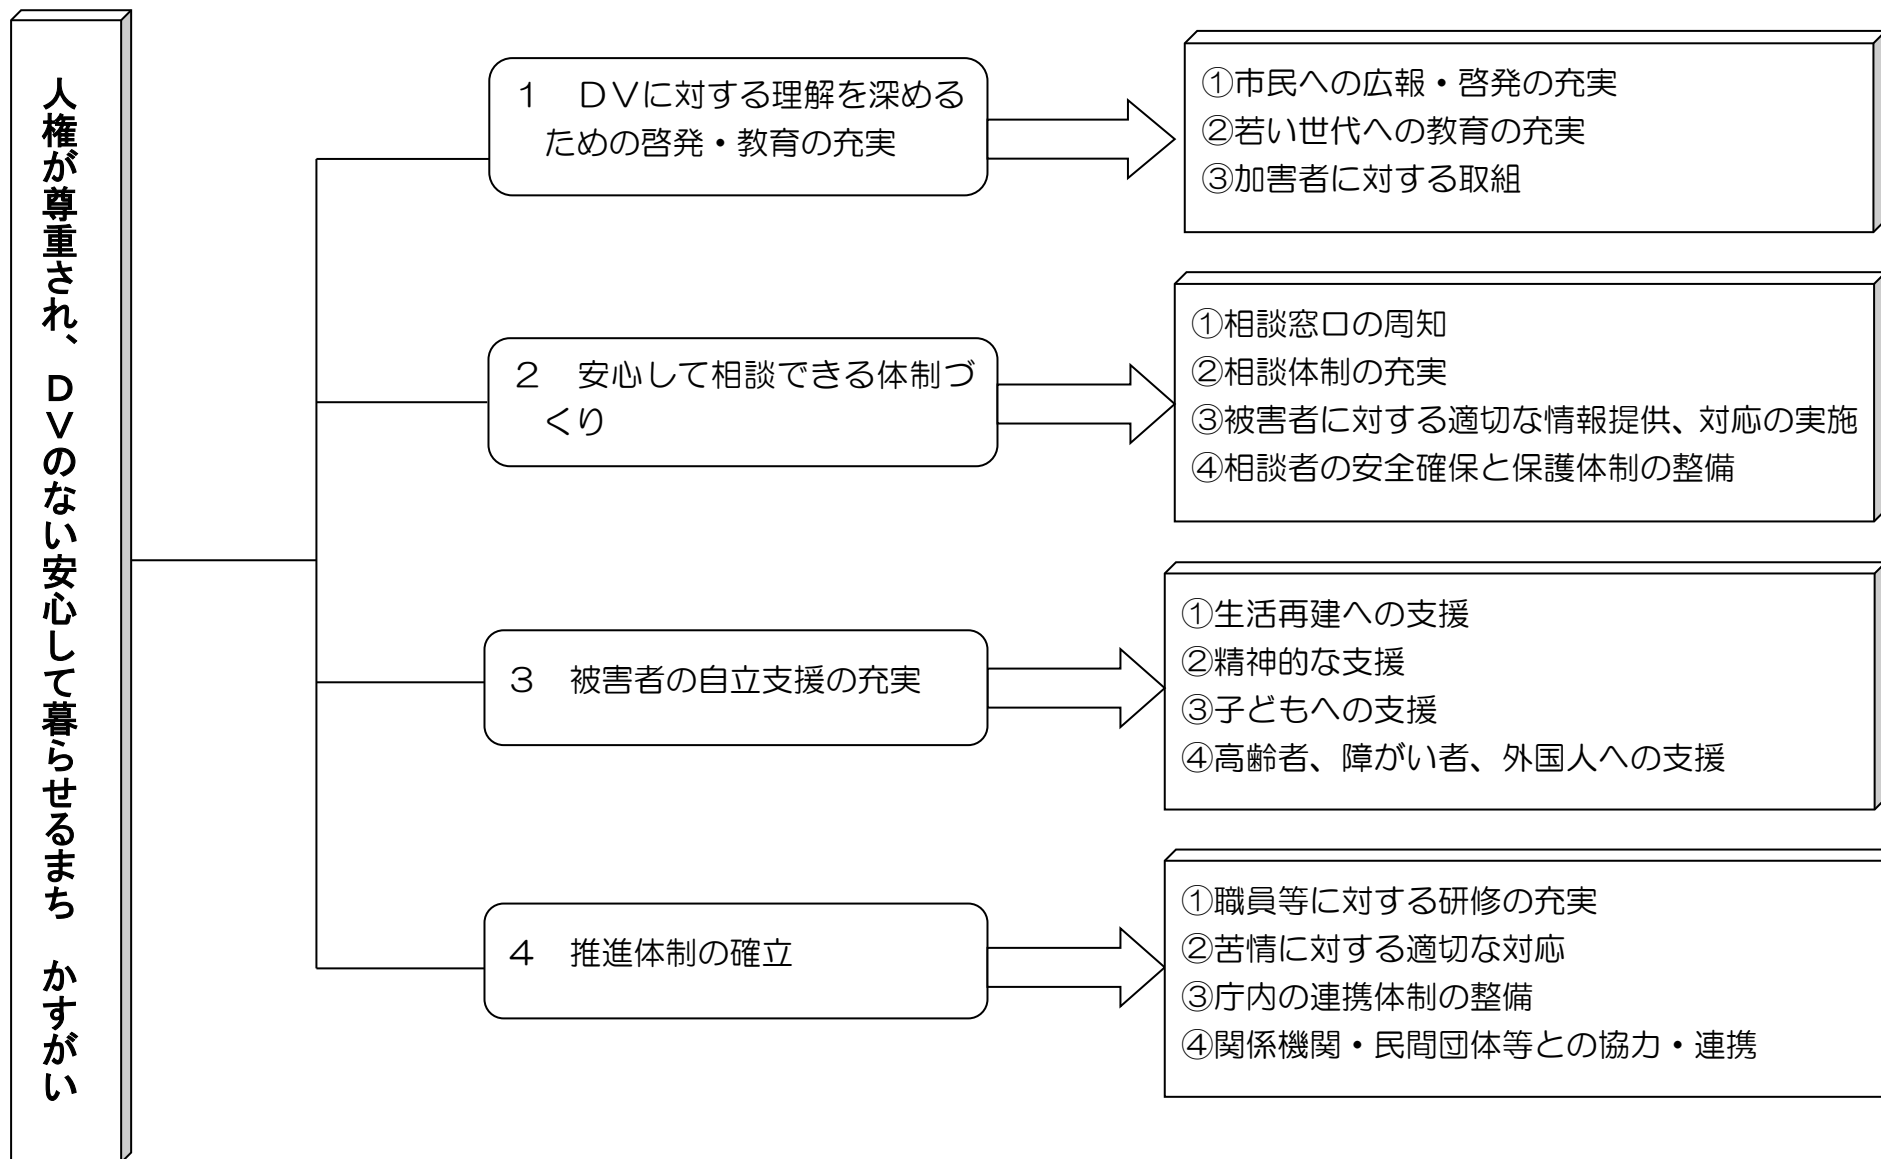 人権が尊重され、DVのない安心して暮らせるまち　かすがい
1　DVに対する理解を深める
ための啓発・教育の充実
①市民への広報・啓発の充実
②若い世代への教育の充実
③加害者に対する取組
2　安心して相談できる体制づ
くり
①相談窓口の周知
②相談体制の充実
③被害者に対する適切な情報提供、対応の実施
④相談者の安全確保と保護体制の整備
3　被害者の自立支援の充実
①生活再建への支援
②精神的な支援
③子どもへの支援
④高齢者、障がい者、外国人への支援
4　推進体制の確立
①職員等に対する研修の充実
②苦情に対する適切な対応
③庁内の連携体制の整備
④関係機関・民間団体等との協力・連携